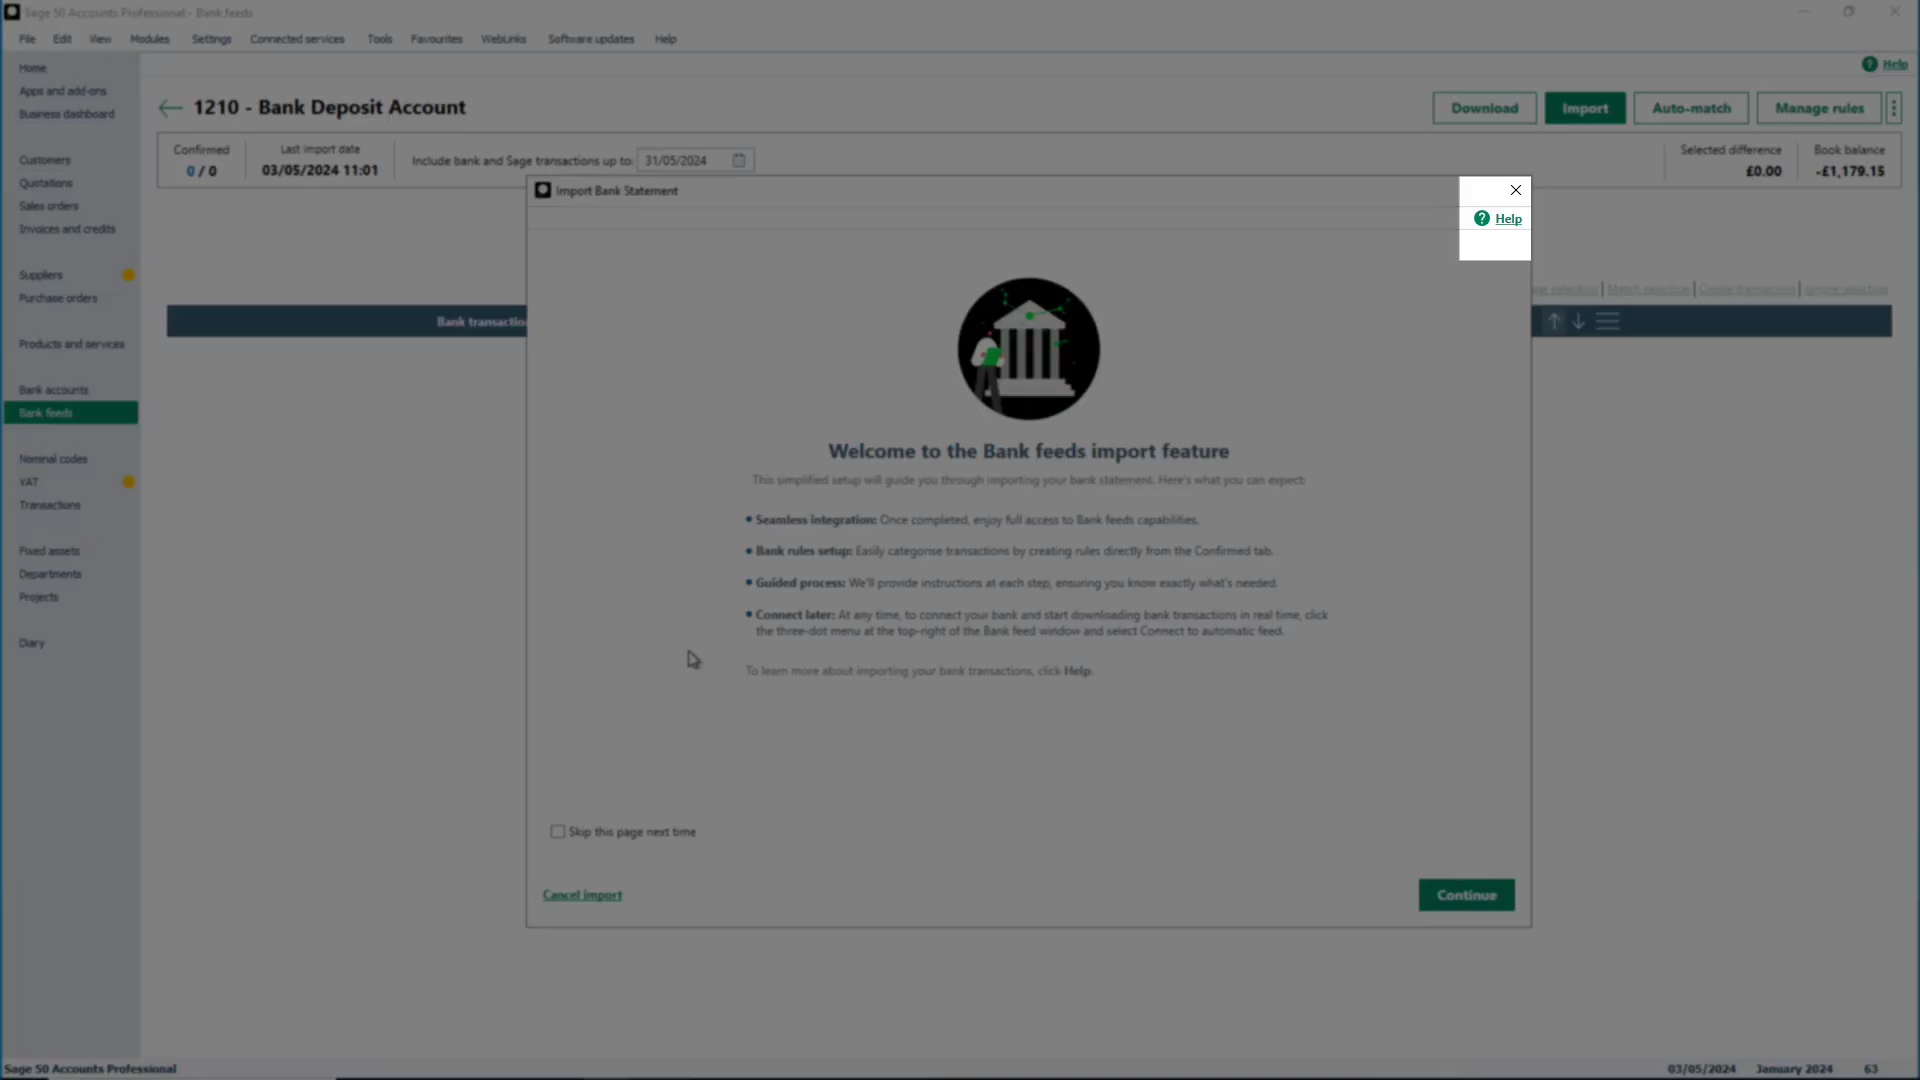 Sage 50 Accounts Professional - Bank feeds
File Edit View Modules Settings Connected services Tools Favourites WebLinks Software updates Help
Help
Home
Apps and add-ons
Business dashboard
Customers
Quotations
Sales orders
Invoices and credits
Suppliers
Purchase orders
Products and services
Bank accounts
Bank feeds
Nominal codes
VAT
Transactions
Fixed assets
Departments
Projects
Diary
1210 - Bank Deposit Account
Download Import Auto-match Manage rules
Confirmed
0 / 0
Last import date
03/05/2024 11:01
Include bank and Sage transactions up to: 31/05/2024
Selected difference
£0.00
Book balance
-£1,179.15
selection | Match selection | Create transaction | Ignore selection
Bank transactio
Import Bank Statement
Help
Welcome to the Bank feeds import feature
This simplified setup will guide you through importing your bank statement. Here's what you can expect:
• Seamless integration: Once completed, enjoy full access to Bank feeds capabilities.
• Bank rules setup: Easily categorise transactions by creating rules directly from the Confirmed tab.
• Guided process: We'll provide instructions at each step, ensuring you know exactly what's needed.
• Connect later: At any time, to connect your bank and start downloading bank transactions in real time, click
the three-dot menu at the top-right of the Bank feed window and select Connect to automatic feed.
To learn more about importing your bank transactions, click Help.
Skip this page next time
Cancel import
Continue
Sage 50 Accounts Professional
03/05/2024 January 2024 63